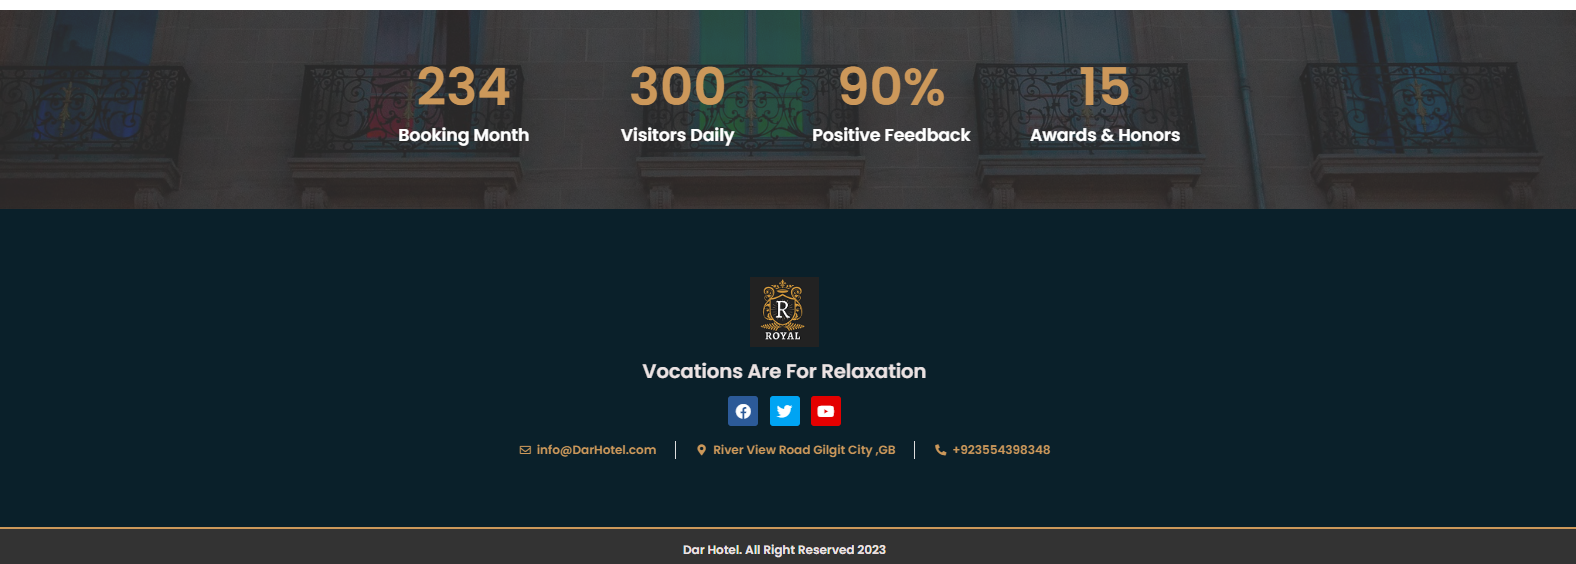 234 300 90% 15
Booking Month Visitors Daily Positive Feedback Awards & Honors
R
ROYAL
Vocations Are For Relaxation
info@DarHotel.com River View Road Gilgit City ,GB +923554398348
Dar Hotel. All Right Reserved 2023